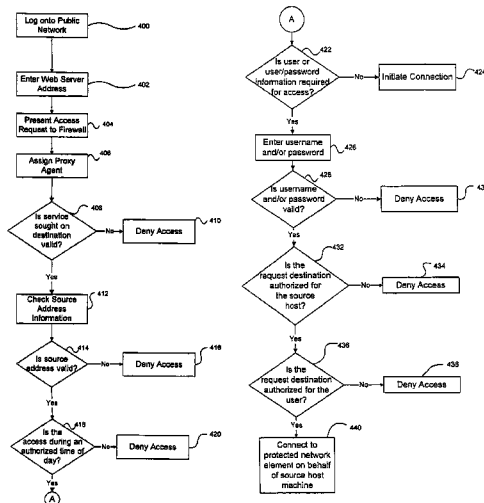 Log onto Public
Network
400
Enter Web Server
Address
402
Present Access
Request to Firewall
404
406
Assign Proxy
Agent
408
Is service
sought on
destination
valid?
No
Deny Access
410
Yes
412
Check Source
Address
Information
414
Is source
address valid?
No
Deny Access
416
Yes
418
Is the
access during an
authorized time of
day?
No
Deny Access
420
Yes
A
A
422
Is user or
user/password
information required
for access?
No
Initiate Connection
424
Yes
Enter username
and/or password
426
428
Is username
and/or password
valid?
No
Deny Access
Yes
432
Is the
request destination
authorized for
the source
host?
No
434
Deny Access
Yes
436
Is the
request destination
authorized for the
user?
No
Deny Access
438
Yes
440
Connect to
protected network
element on behalf
of source host
machine